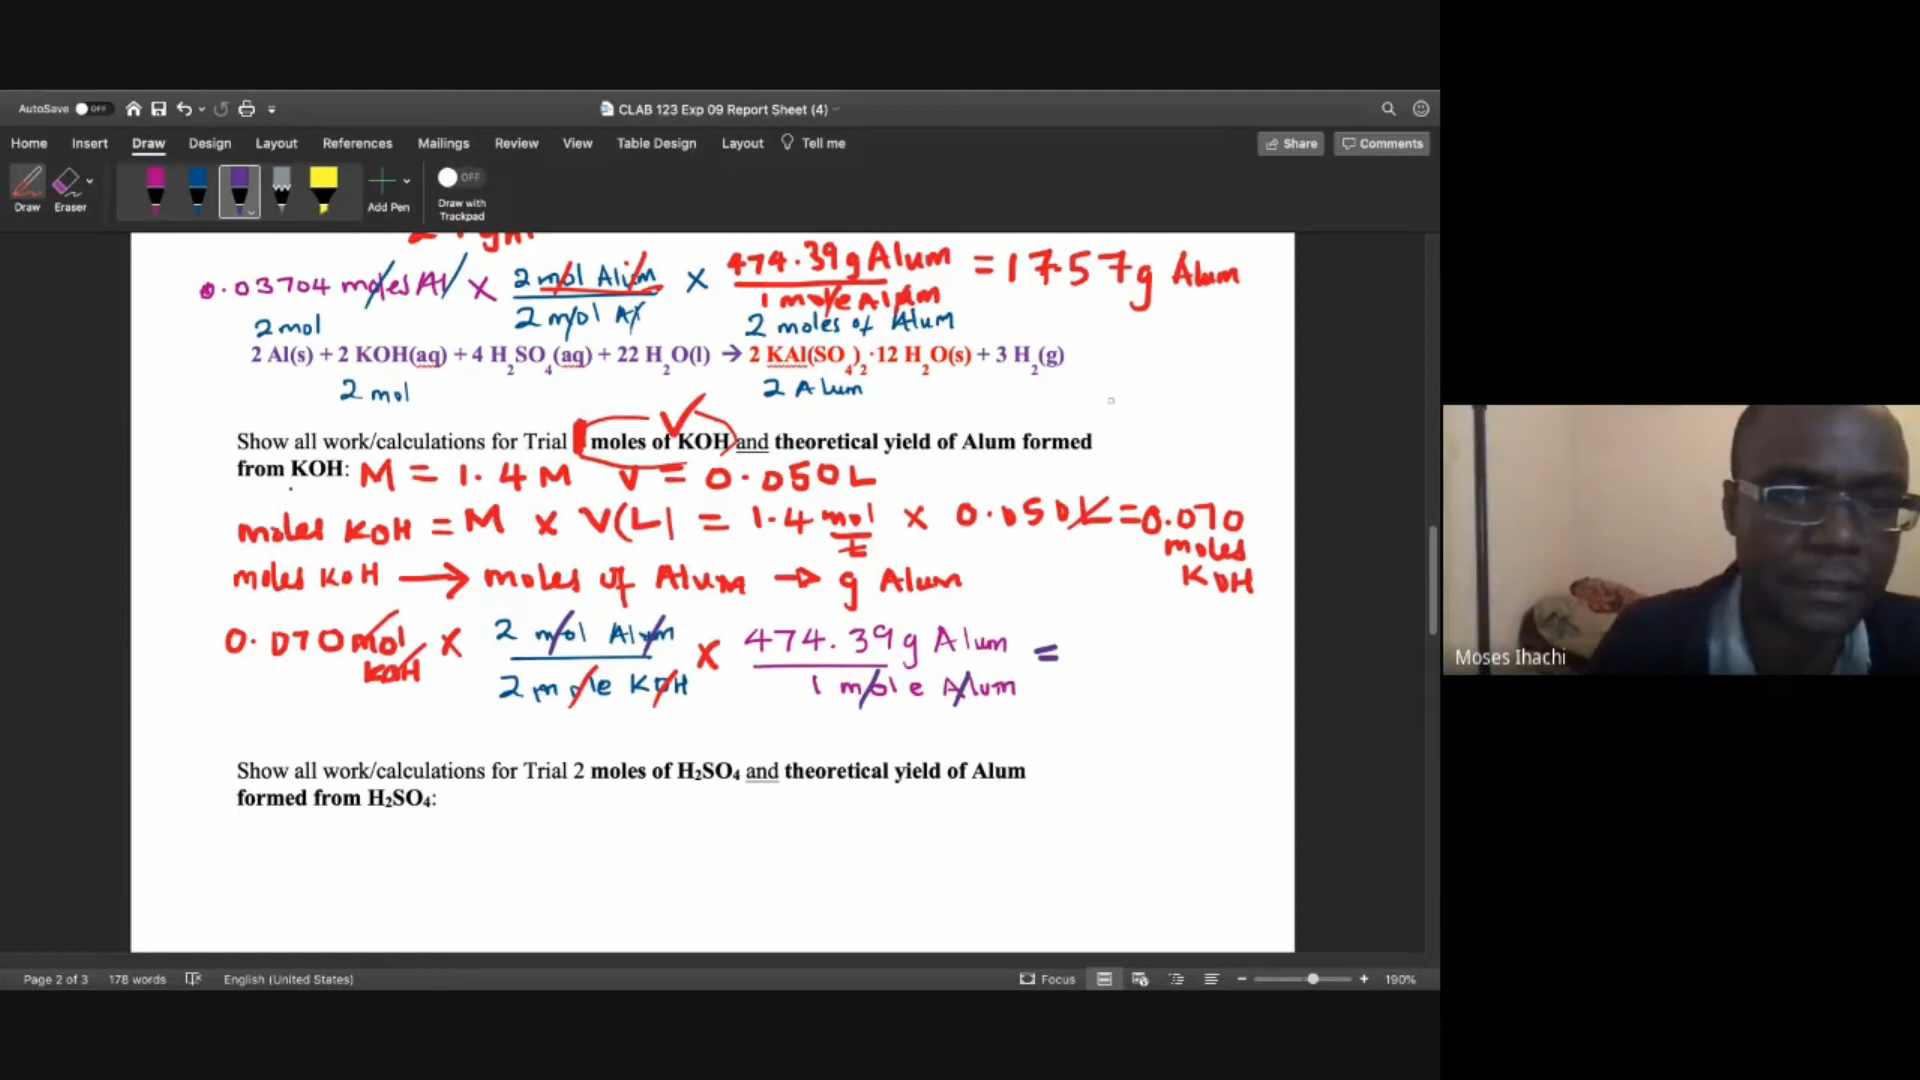 AutoSave OFF CLAB 123 Exp 09 Report Sheet (4)
Home Insert Draw Design Layout References Mailings Review View Table Design Layout Tell me Share Comments
Draw Eraser Add Pen OFF Draw with Trackpad
0.03704 moles Al × 2 mol Alum / 2 mol Al × 474.39 g Alum / 1 mole Alum = 17.57 g Alum
2 mol 2 moles of Alum
2 Al(s) + 2 KOH(aq) + 4 H2SO4(aq) + 22 H2O(l) → 2 KAl(SO4)2·12 H2O(s) + 3 H2(g)
2 mol 2 Alum
Show all work/calculations for Trial moles of KOH and theoretical yield of Alum formed
from KOH: M = 1.4 M V = 0.050 L
moles KOH = M × V(L) = 1.4 mol / L × 0.050 L = 0.070 moles KOH
moles KOH → moles of Alum → g Alum
0.070 mol KOH × 2 mol Alum / 2 mole KOH × 474.39 g Alum / 1 mole Alum =
Show all work/calculations for Trial 2 moles of H₂SO₄ and theoretical yield of Alum
formed from H₂SO₄:
Moses Ihachi
Page 2 of 3 178 words English (United States) Focus 190%